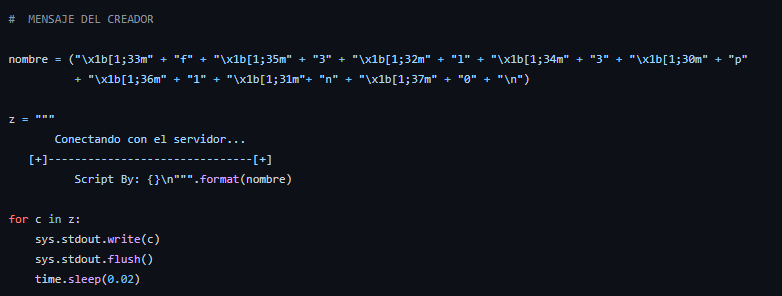 # MENSAJE DEL CREADOR
nombre = ("\x1b[1;33m" + "f" + "\x1b[1;35m" + "3" + "\x1b[1;32m" + "l" + "\x1b[1;34m" + "3" + "\x1b[1;30m" + "p"
+ "\x1b[1;36m" + "1" + "\x1b[1;31m"+ "n" + "\x1b[1;37m" + "0" + "\n")
z = """
Conectando con el servidor...
[+]-------------------------------[+]
Script By: {}\n""".format(nombre)
for c in z:
sys.stdout.write(c)
sys.stdout.flush()
time.sleep(0.02)